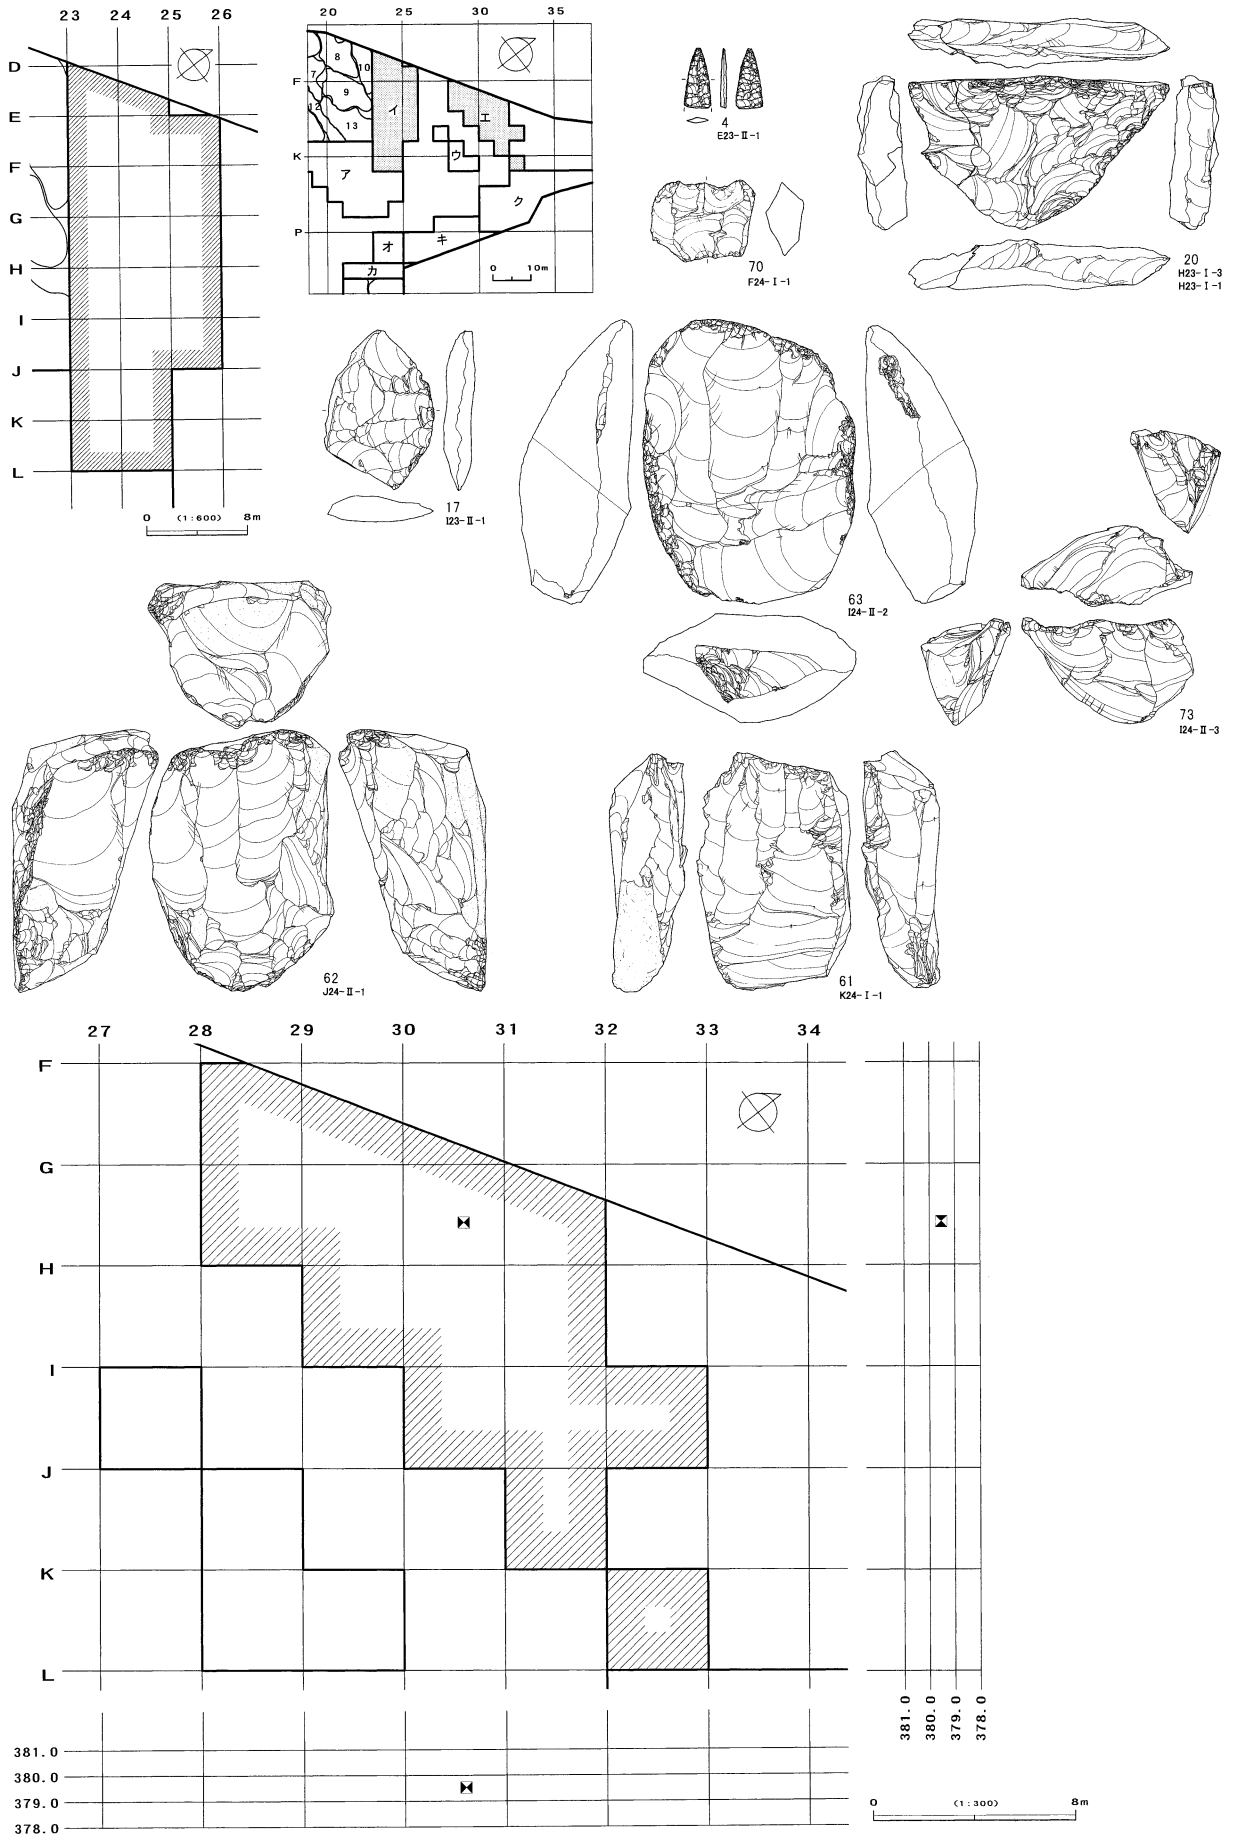 23 24 25 26
D
E
F
G
H
I
J
K
L
0 (1:600) 8m
20 25 30 35
F
K
P
7
8
9
10
12
13
イ
エ
ア
ウ
ク
オ
キ
カ
0 10m
4
E23-Ⅱ-1
70
F24-Ⅰ-1
20
H23-Ⅰ-3
H23-Ⅰ-1
17
I23-Ⅱ-1
63
I24-Ⅱ-2
73
I24-Ⅱ-3
62
J24-Ⅱ-1
61
K24-Ⅰ-1
27 28 29 30 31 32 33 34
F
G
H
I
J
K
L
381.0 380.0 379.0 378.0
381.0
380.0
379.0
378.0
0 (1:300) 8m